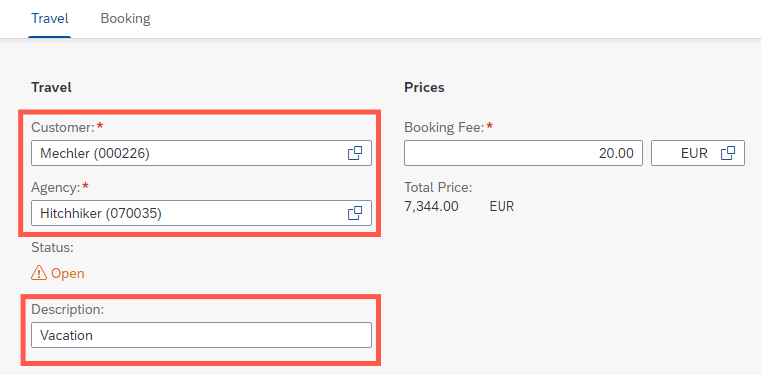 Travel Booking
Travel
Customer:*
Mechler (000226)
Agency:*
Hitchhiker (070035)
Status:
Open
Description:
Vacation
Prices
Booking Fee:*
20.00 EUR
Total Price:
7,344.00 EUR